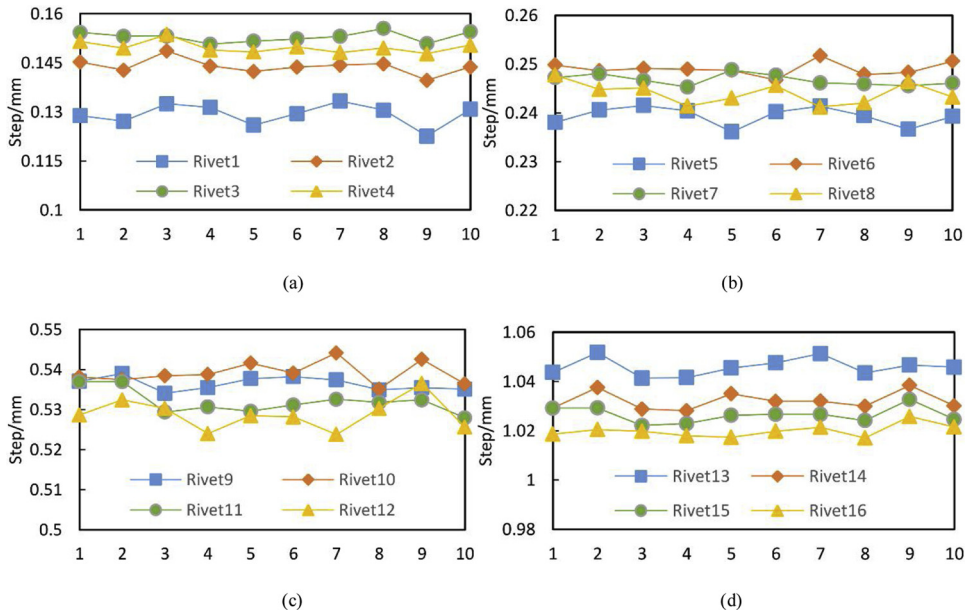 0.16
0.145
0.13
0.115
0.1
Step/mm
Rivet1 Rivet2
Rivet3 Rivet4
1 2 3 4 5 6 7 8 9 10
(a)
0.26
0.25
0.24
0.23
0.22
Step/mm
Rivet5 Rivet6
Rivet7 Rivet8
1 2 3 4 5 6 7 8 9 10
(b)
0.55
0.54
0.53
0.52
0.51
0.5
Step/mm
Rivet9 Rivet10
Rivet11 Rivet12
1 2 3 4 5 6 7 8 9 10
(c)
1.06
1.04
1.02
1
0.98
Step/mm
Rivet13 Rivet14
Rivet15 Rivet16
1 2 3 4 5 6 7 8 9 10
(d)